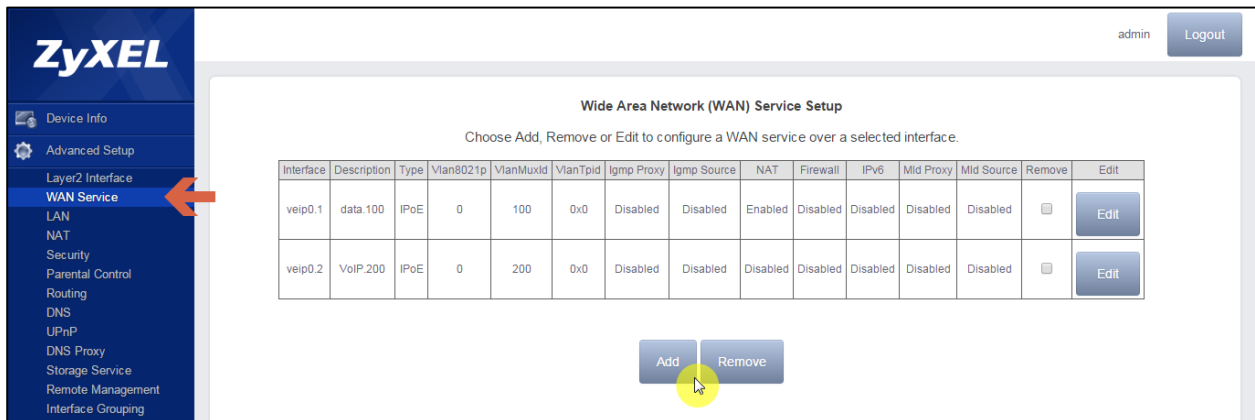 admin
Logout
ZyXEL
Device Info
Advanced Setup
Layer2 Interface
WAN Service
LAN
NAT
Security
Parental Control
Routing
DNS
UPnP
DNS Proxy
Storage Service
Remote Management
Interface Grouping
Wide Area Network (WAN) Service Setup
Choose Add, Remove or Edit to configure a WAN service over a selected interface.
Interface Description Type Vlan8021p VlanMuxId VlanTpid Igmp Proxy Igmp Source NAT Firewall IPv6 Mld Proxy Mld Source Remove Edit
veip0.1 data.100 IPoE 0 100 0x0 Disabled Disabled Enabled Disabled Disabled Disabled Disabled Edit
veip0.2 VoIP.200 IPoE 0 200 0x0 Disabled Disabled Disabled Disabled Disabled Disabled Disabled Edit
Add Remove